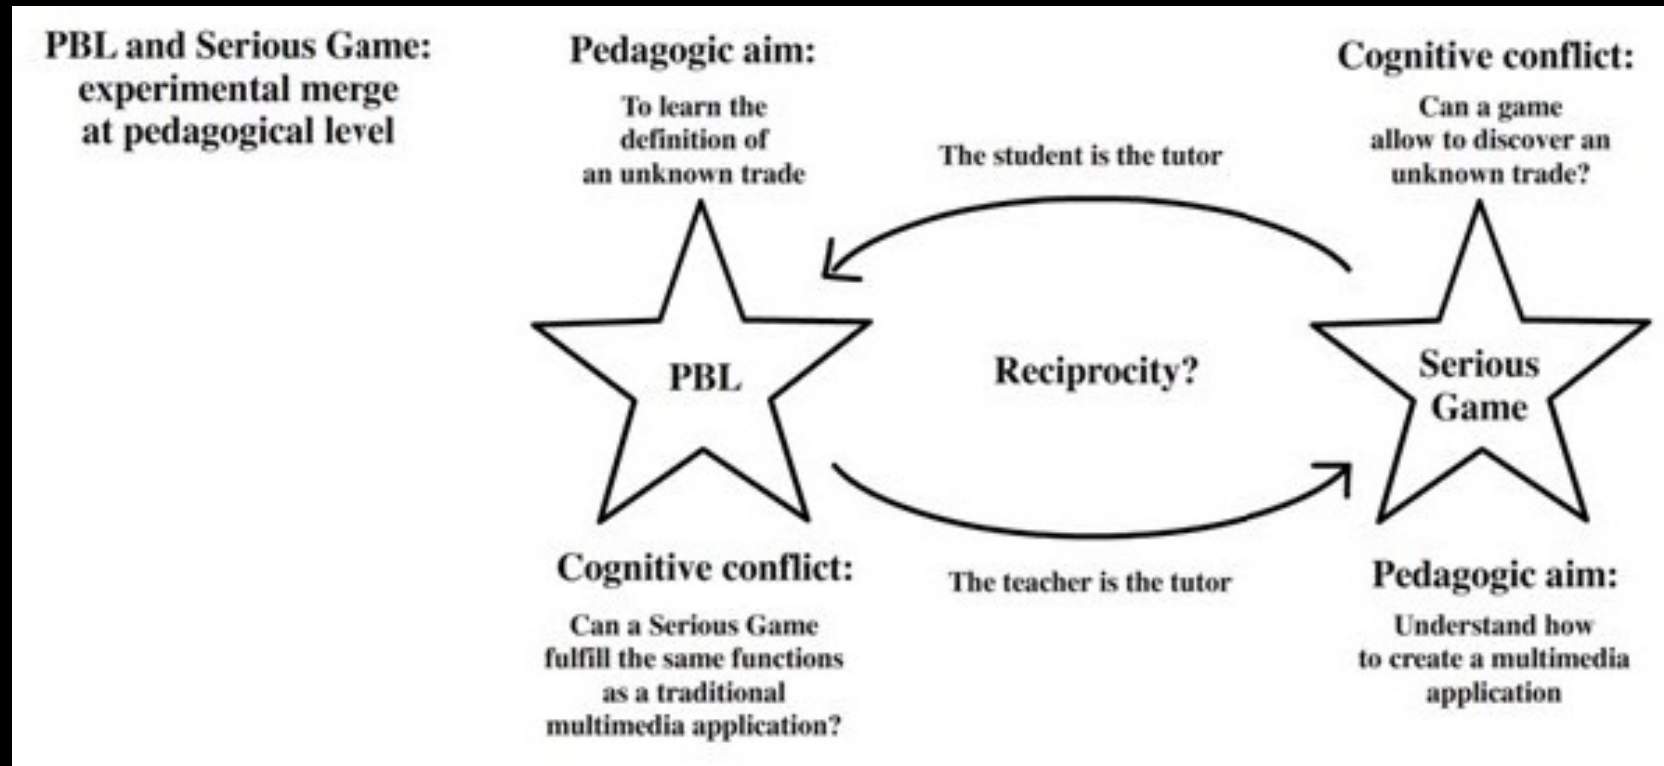 PBL and Serious Game:
experimental merge
at pedagogical level
Pedagogic aim:
To learn the
definition of
an unknown trade
The student is the tutor
Cognitive conflict:
Can a game
allow to discover an
unknown trade?
PBL
Reciprocity?
Serious
Game
Cognitive conflict:
Can a Serious Game
fulfill the same functions
as a traditional
multimedia application?
The teacher is the tutor
Pedagogic aim:
Understand how
to create a multimedia
application